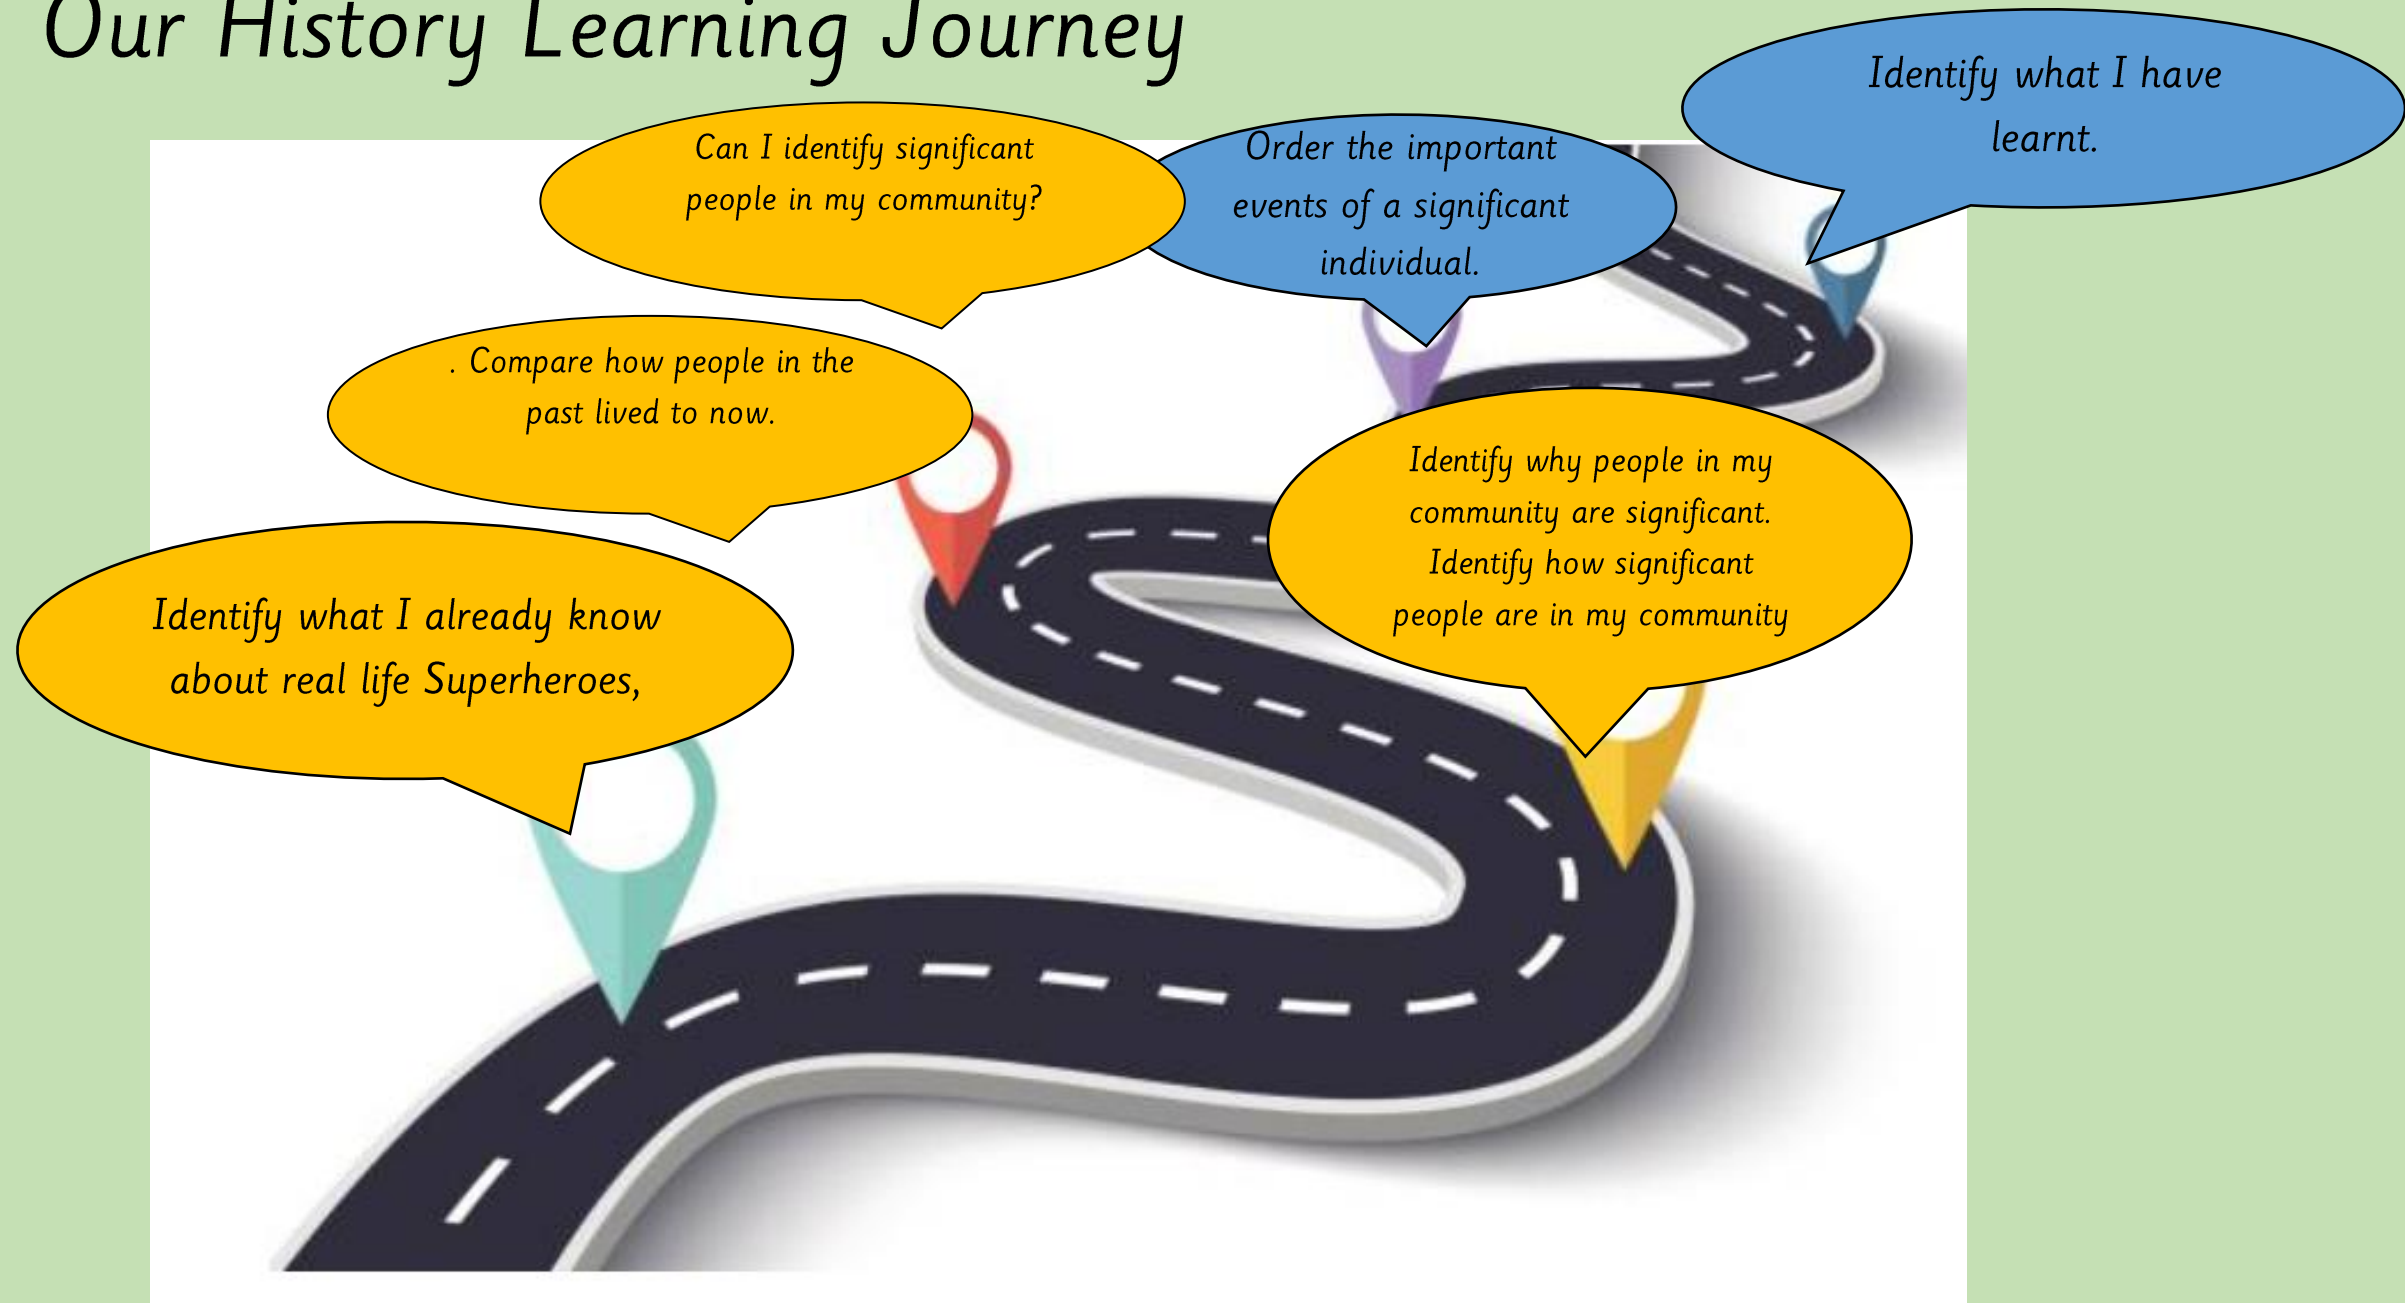 Our History Learning Journey
Identify what I have
learnt.
Can I identify significant
people in my community?
Order the important
events of a significant
individual.
. Compare how people in the
past lived to now.
Identify why people in my
community are significant.
Identify how significant
people are in my community
Identify what I already know
about real life Superheroes,